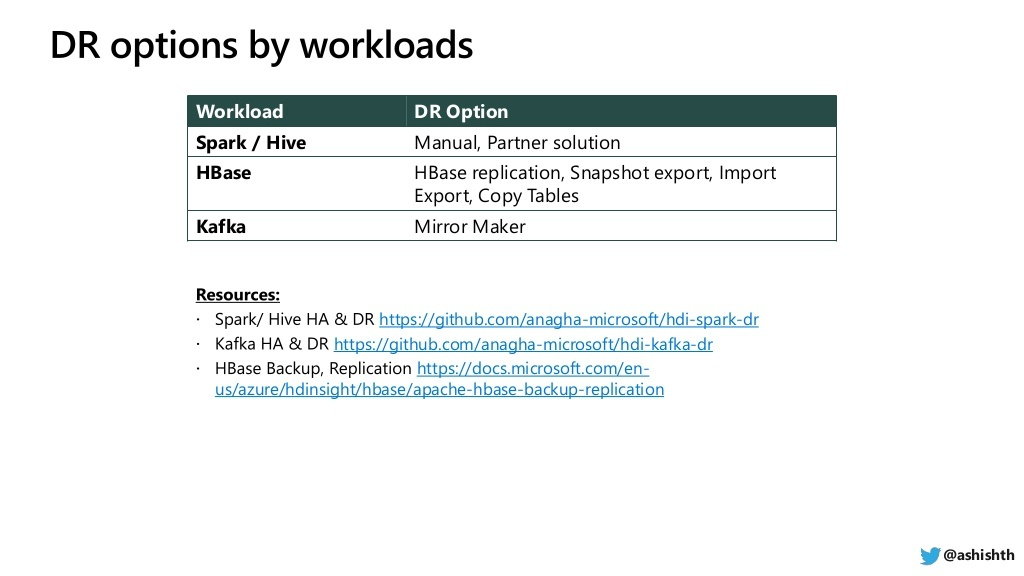 DR options by workloads
Workload DR Option
Spark / Hive Manual, Partner solution
HBase HBase replication, Snapshot export, Import
Export, Copy Tables
Kafka Mirror Maker
Resources:
· Spark/ Hive HA & DR https://github.com/anagha-microsoft/hdi-spark-dr
· Kafka HA & DR https://github.com/anagha-microsoft/hdi-kafka-dr
· HBase Backup, Replication https://docs.microsoft.com/en-
us/azure/hdinsight/hbase/apache-hbase-backup-replication
@ashishth